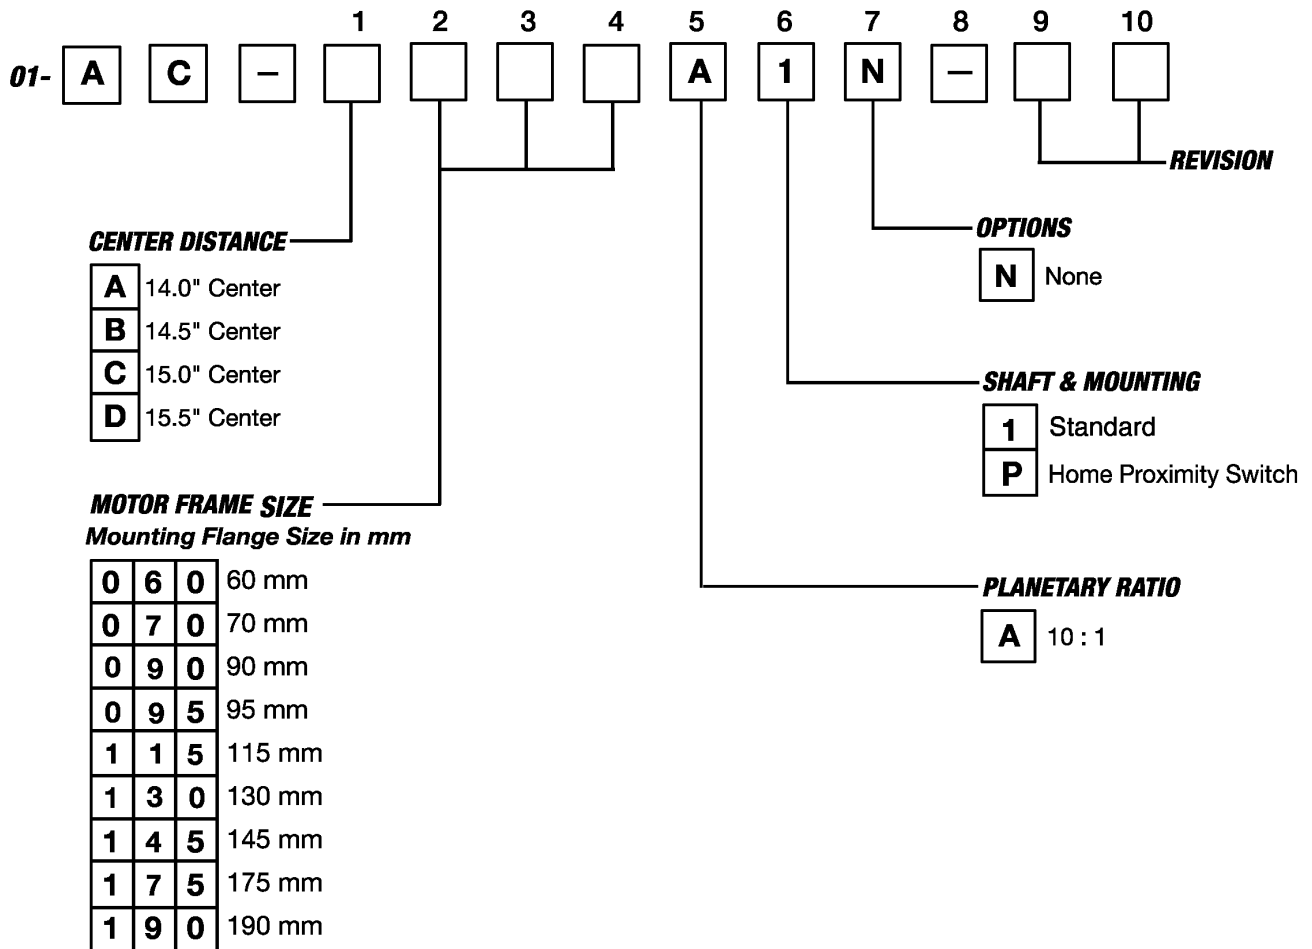 1 2 3 4 5 6 7 8 9 10
01- A C – A 1 N –
REVISION
OPTIONS
N None
CENTER DISTANCE
A 14.0" Center
B 14.5" Center
C 15.0" Center
D 15.5" Center
SHAFT & MOUNTING
1 Standard
P Home Proximity Switch
MOTOR FRAME SIZE
Mounting Flange Size in mm
0 6 0 60 mm
0 7 0 70 mm
0 9 0 90 mm
0 9 5 95 mm
1 1 5 115 mm
1 3 0 130 mm
1 4 5 145 mm
1 7 5 175 mm
1 9 0 190 mm
PLANETARY RATIO
A 10 : 1